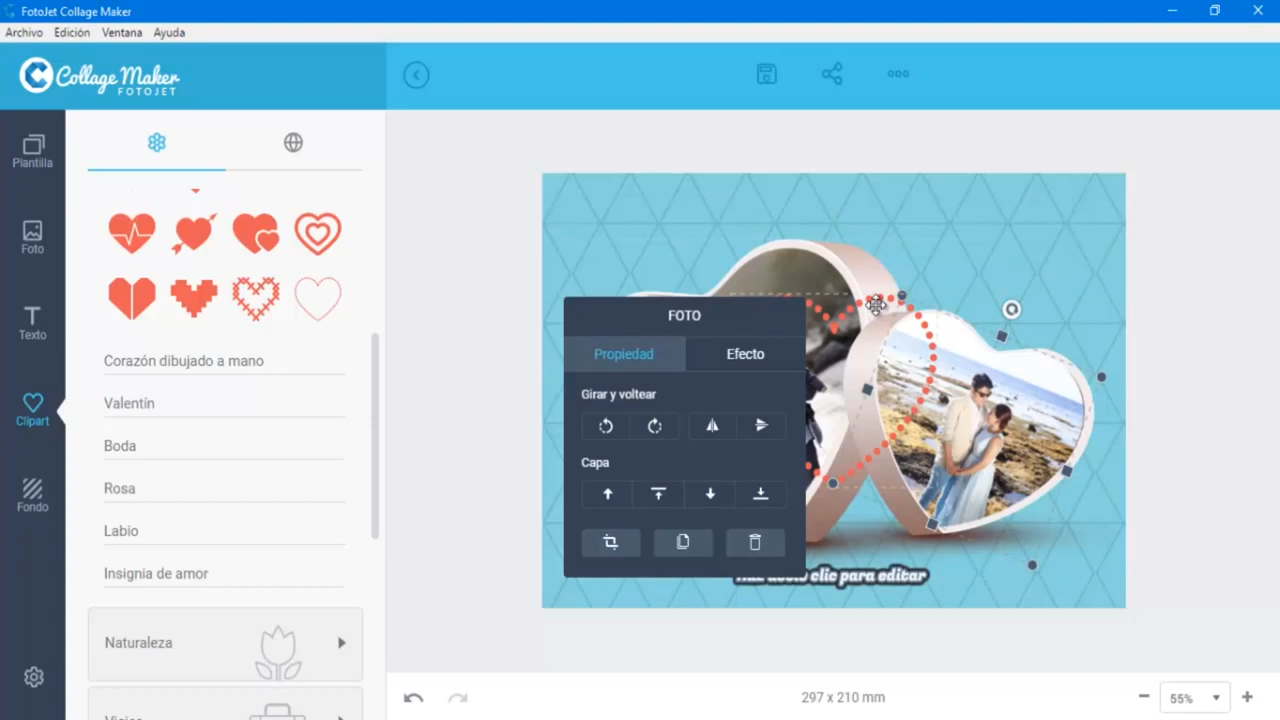 FotoJet Collage Maker
Archivo Edición Ventana Ayuda
Collage Maker
FOTOJET
Plantilla
Foto
Texto
Clipart
Fondo
Corazón dibujado a mano
Valentín
Boda
Rosa
Labio
Insignia de amor
Naturaleza
FOTO
Propiedad Efecto
Girar y voltear
Capa
clic para editar
297 x 210 mm
55%